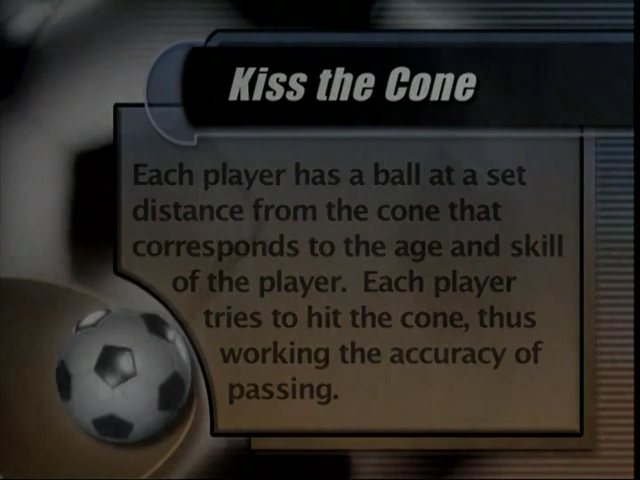 Kiss the Cone
Each player has a ball at a set
distance from the cone that
corresponds to the age and skill
of the player. Each player
tries to hit the cone, thus
working the accuracy of
passing.